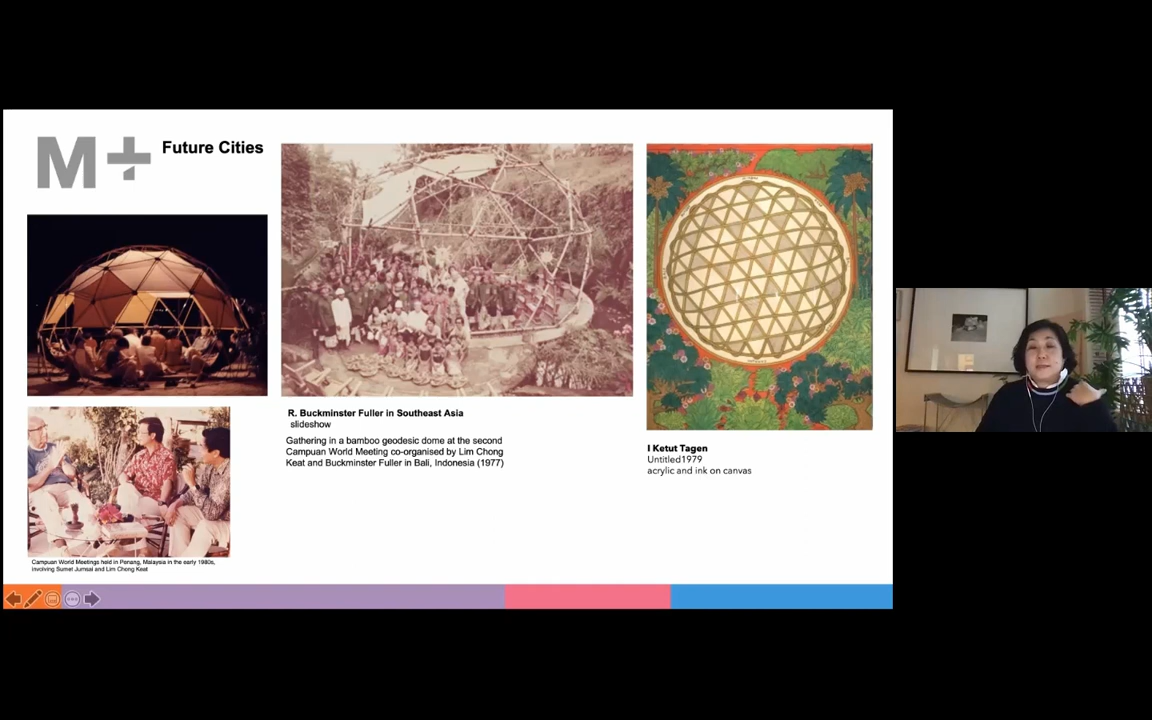 M+
Future Cities
R. Buckminster Fuller in Southeast Asia
slideshow
Gathering in a bamboo geodesic dome at the second
Campuan World Meeting co-organised by Lim Chong
Keat and Buckminster Fuller in Bali, Indonesia (1977)
I Ketut Tagen
Untitled1979
acrylic and ink on canvas
Campuan World Meetings held in Penang, Malaysia in the early 1980s,
involving Sumet Jumsai and Lim Chong Keat